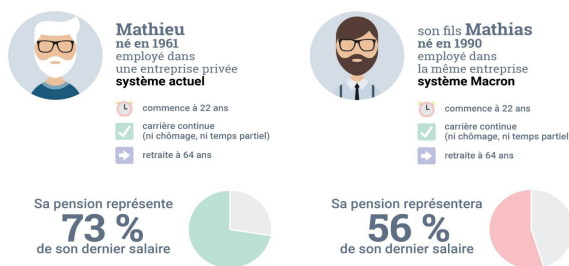 Mathieu
né en 1961
employé dans
une entreprise privée
système actuel
commence à 22 ans
carrière continue
(ni chômage, ni temps partiel)
retraite à 64 ans
Sa pension représente
73 %
de son dernier salaire
son fils Mathias
né en 1990
employé dans
la même entreprise
système Macron
commence à 22 ans
carrière continue
(ni chômage, ni temps partiel
retraite à 64 ans
Sa pension représentera
56 %
de son dernier salaire